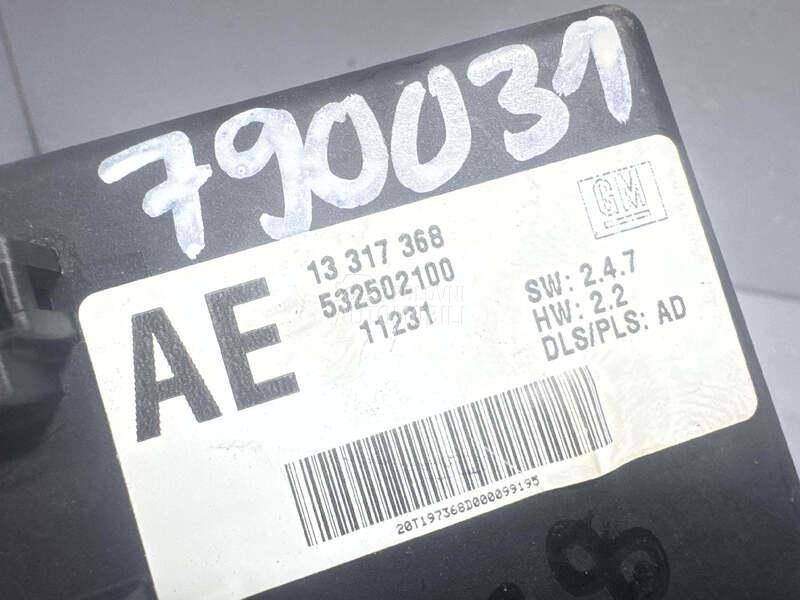 790031
GM
AE
13 317 368
532502100
11231
SW: 2.4.7
HW: 2.2
DLS/PLS: AD
20T197368D000099195